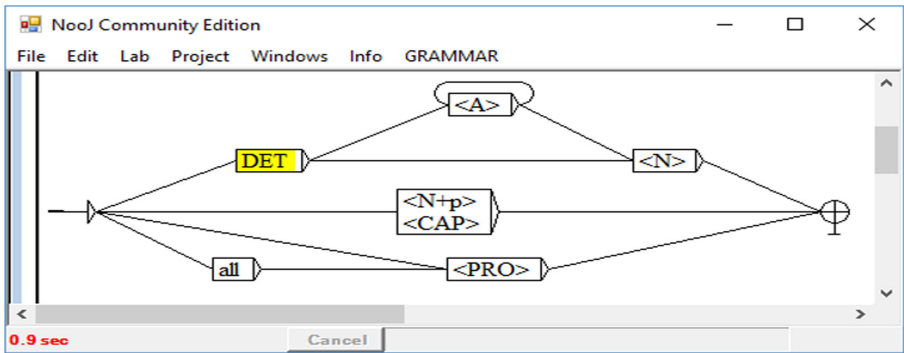 NooJ Community Edition
File Edit Lab Project Windows Info GRAMMAR
<A>
DET <N>
<N+p>
<CAP>
all <PRO>
0.9 sec Cancel